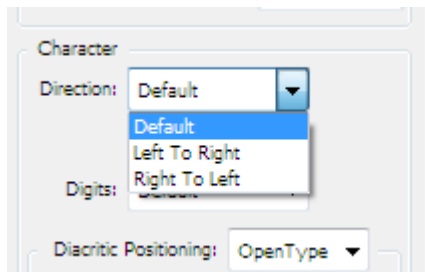 Character
Direction: Default
Default
Left To Right
Right To Left
Digits:
Diacritic Positioning: OpenType